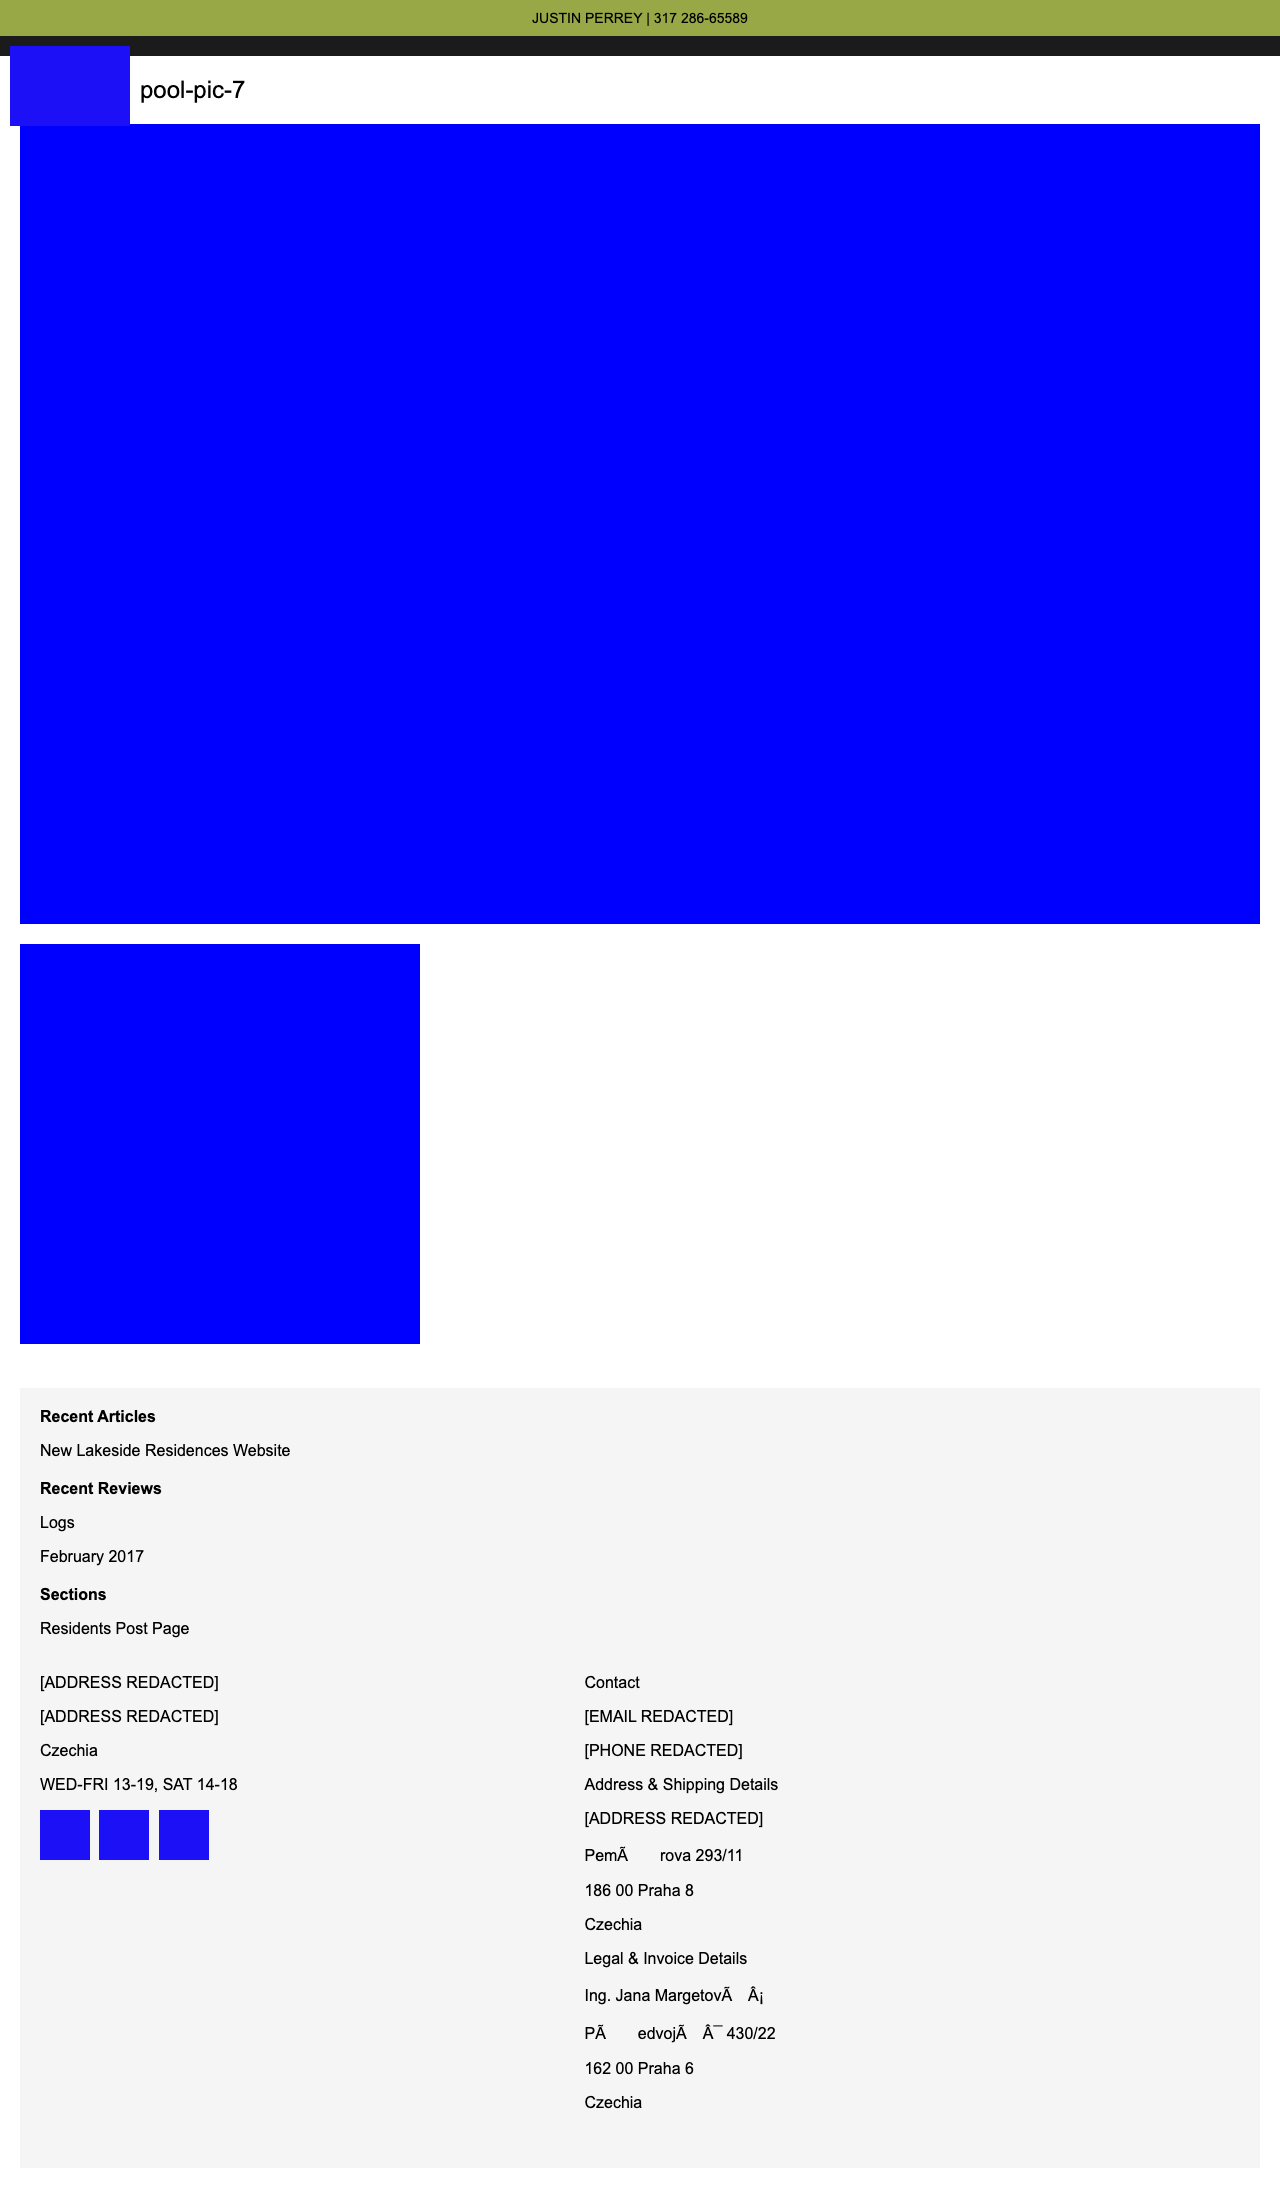 JUSTIN PERREY | 317 286-65589
pool-pic-7
Recent Articles
New Lakeside Residences Website
Recent Reviews
Logs
February 2017
Sections
Residents Post Page
[ADDRESS REDACTED]
[ADDRESS REDACTED]
Czechia
WED-FRI 13-19, SAT 14-18
Contact
[EMAIL REDACTED]
[PHONE REDACTED]
Address & Shipping Details
[ADDRESS REDACTED]
PemÃ rova 293/11
186 00 Praha 8
Czechia
Legal & Invoice Details
Ing. Jana MargetovÃ Â¡
PÃ edvojÃ Â¯ 430/22
162 00 Praha 6
Czechia